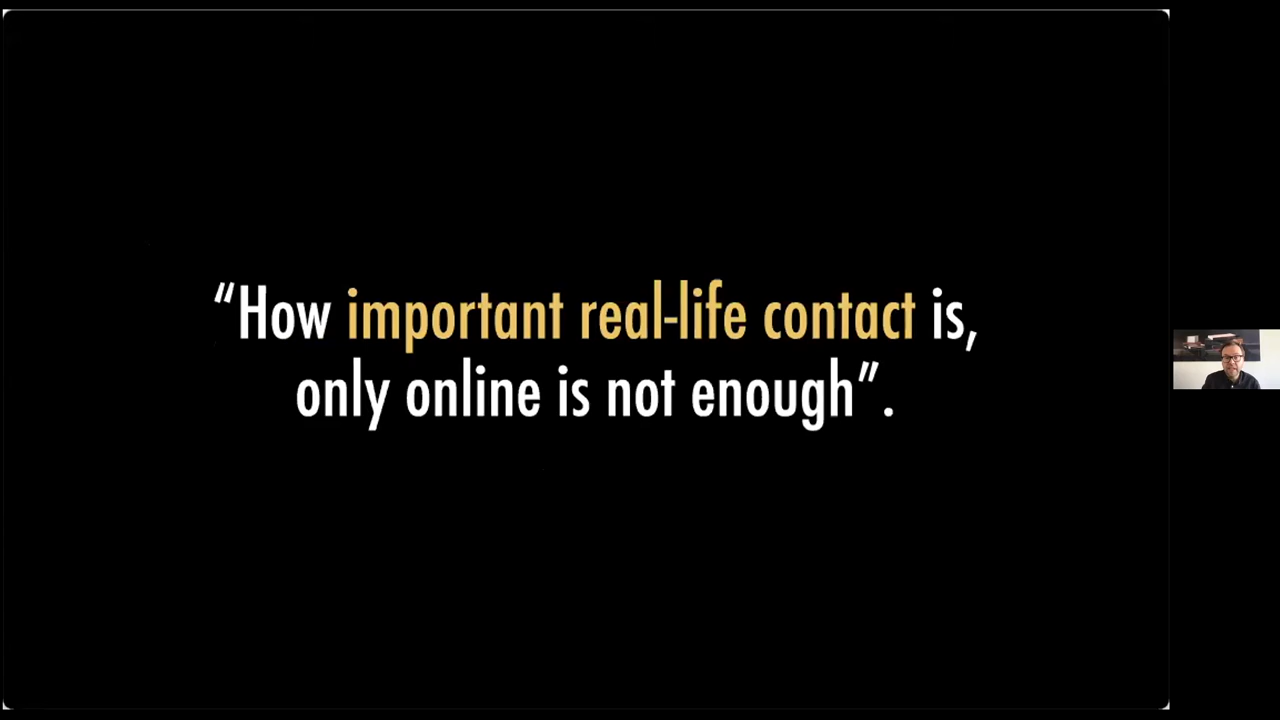 “How important real-life contact is,
only online is not enough”.